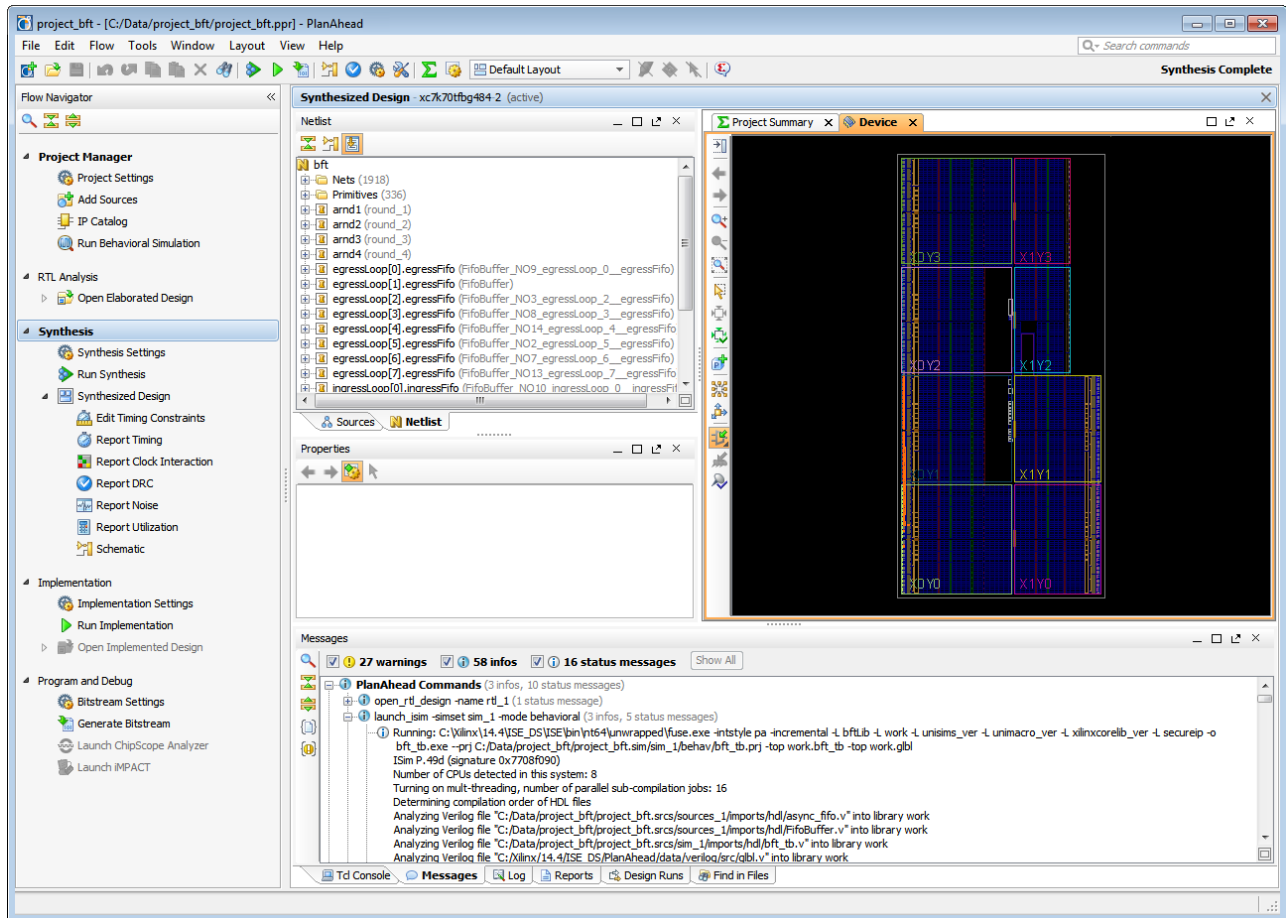 project_bft - [C:/Data/project_bft/project_bft.ppr] - PlanAhead
File Edit Flow Tools Window Layout View Help
Search commands
Default Layout
Synthesis Complete
Flow Navigator
Project Manager
Project Settings
Add Sources
IP Catalog
Run Behavioral Simulation
RTL Analysis
Open Elaborated Design
Synthesis
Synthesis Settings
Run Synthesis
Synthesized Design
Edit Timing Constraints
Report Timing
Report Clock Interaction
Report DRC
Report Noise
Report Utilization
Schematic
Implementation
Implementation Settings
Run Implementation
Open Implemented Design
Program and Debug
Bitstream Settings
Generate Bitstream
Launch ChipScope Analyzer
Launch iMPACT
Synthesized Design - xc7k70tfbg484-2 (active)
Netlist
bft
Nets (1918)
Primitives (336)
arnd1 (round_1)
arnd2 (round_2)
arnd3 (round_3)
arnd4 (round_4)
egressLoop[0].egressFifo (FifoBuffer_NO9_egressLoop_0__egressFifo)
egressLoop[1].egressFifo (FifoBuffer)
egressLoop[2].egressFifo (FifoBuffer_NO3_egressLoop_2__egressFifo)
egressLoop[3].egressFifo (FifoBuffer_NO8_egressLoop_3__egressFifo)
egressLoop[4].egressFifo (FifoBuffer_NO14_egressLoop_4__egressFifo
egressLoop[5].egressFifo (FifoBuffer_NO2_egressLoop_5__egressFifo)
egressLoop[6].egressFifo (FifoBuffer_NO7_egressLoop_6__egressFifo)
egressLoop[7].egressFifo (FifoBuffer_NO13_egressLoop_7__egressFifo
ingressLoop[0].ingressFifo (FifoBuffer_NO10_ingressLoop_0__ingressFif
Sources Netlist
Properties
Project Summary Device
X0Y3 X1Y3
X0Y2 X1Y2
X0Y1 X1Y1
X0Y0 X1Y0
Messages
27 warnings 58 infos 16 status messages Show All
PlanAhead Commands (3 infos, 10 status messages)
open_rtl_design -name rtl_1 (1 status message)
launch_isim -simset sim_1 -mode behavioral (3 infos, 5 status messages)
Running: C:\Xilinx\14.4\ISE_DS\ISE\bin\nt64\unwrapped\fuse.exe -intstyle pa -incremental -L bftLib -L work -L unisims_ver -L unimacro_ver -L xilinxcorelib_ver -L secureip -o
bft_tb.exe --prj C:/Data/project_bft/project_bft.sim/sim_1/behav/bft_tb.prj -top work.bft_tb -top work.glbl
ISim P.49d (signature 0x7708f090)
Number of CPUs detected in this system: 8
Turning on mult-threading, number of parallel sub-compilation jobs: 16
Determining compilation order of HDL files
Analyzing Verilog file "C:/Data/project_bft/project_bft.srcs/sources_1/imports/hdl/async_fifo.v" into library work
Analyzing Verilog file "C:/Data/project_bft/project_bft.srcs/sources_1/imports/hdl/FifoBuffer.v" into library work
Analyzing Verilog file "C:/Data/project_bft/project_bft.srcs/sim_1/imports/hdl/bft_tb.v" into library work
Analyzing Verilog file "C:/Xilinx/14.4/ISE_DS/PlanAhead/data/verilog/src/glbl.v" into library work
Tcl Console Messages Log Reports Design Runs Find in Files